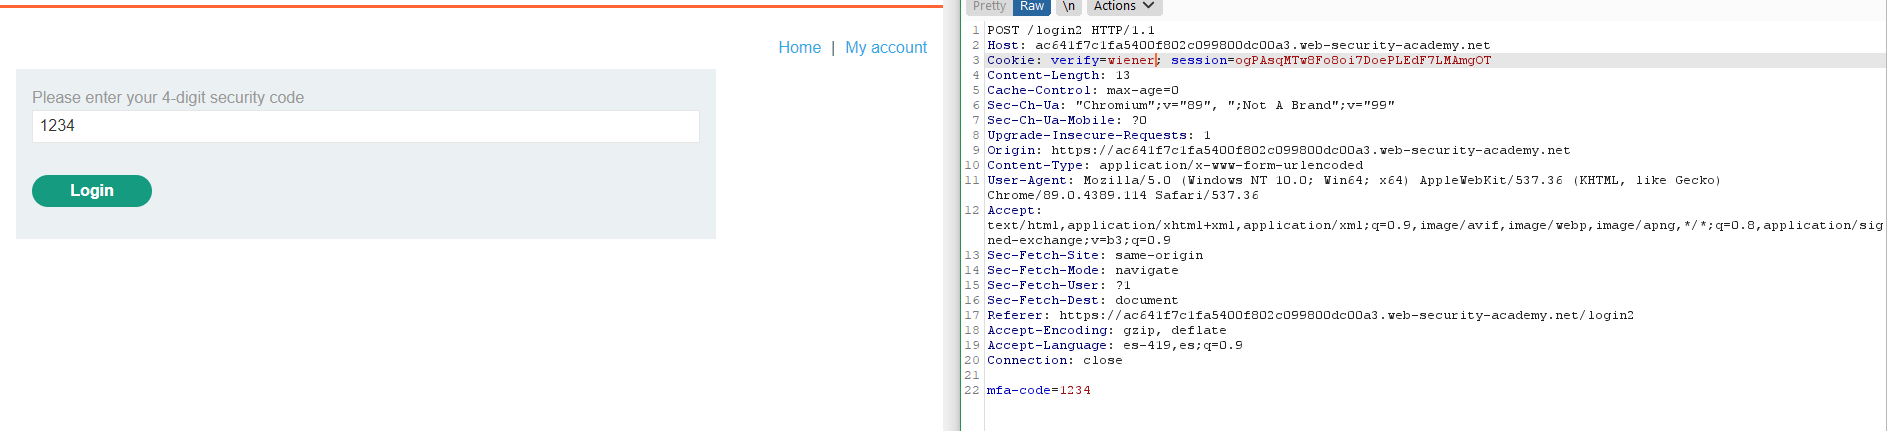 Home | My account
Please enter your 4-digit security code
1234
Login
Pretty Raw \n Actions
1 POST /login2 HTTP/1.1
2 Host: ac641f7c1fa5400f802c099800dc00a3.web-security-academy.net
3 Cookie: verify=wiener; session=ogPAsqMTw8Fo8oi7DoePLEdF7LMAmgOT
4 Content-Length: 13
5 Cache-Control: max-age=0
6 Sec-Ch-Ua: "Chromium";v="89", ";Not A Brand";v="99"
7 Sec-Ch-Ua-Mobile: ?0
8 Upgrade-Insecure-Requests: 1
9 Origin: https://ac641f7c1fa5400f802c099800dc00a3.web-security-academy.net
10 Content-Type: application/x-www-form-urlencoded
11 User-Agent: Mozilla/5.0 (Windows NT 10.0; Win64; x64) AppleWebKit/537.36 (KHTML, like Gecko)
Chrome/89.0.4389.114 Safari/537.36
12 Accept:
text/html,application/xhtml+xml,application/xml;q=0.9,image/avif,image/webp,image/apng,*/*;q=0.8,application/sig
ned-exchange;v=b3;q=0.9
13 Sec-Fetch-Site: same-origin
14 Sec-Fetch-Mode: navigate
15 Sec-Fetch-User: ?1
16 Sec-Fetch-Dest: document
17 Referer: https://ac641f7c1fa5400f802c099800dc00a3.web-security-academy.net/login2
18 Accept-Encoding: gzip, deflate
19 Accept-Language: es-419,es;q=0.9
20 Connection: close
21
22 mfa-code=1234